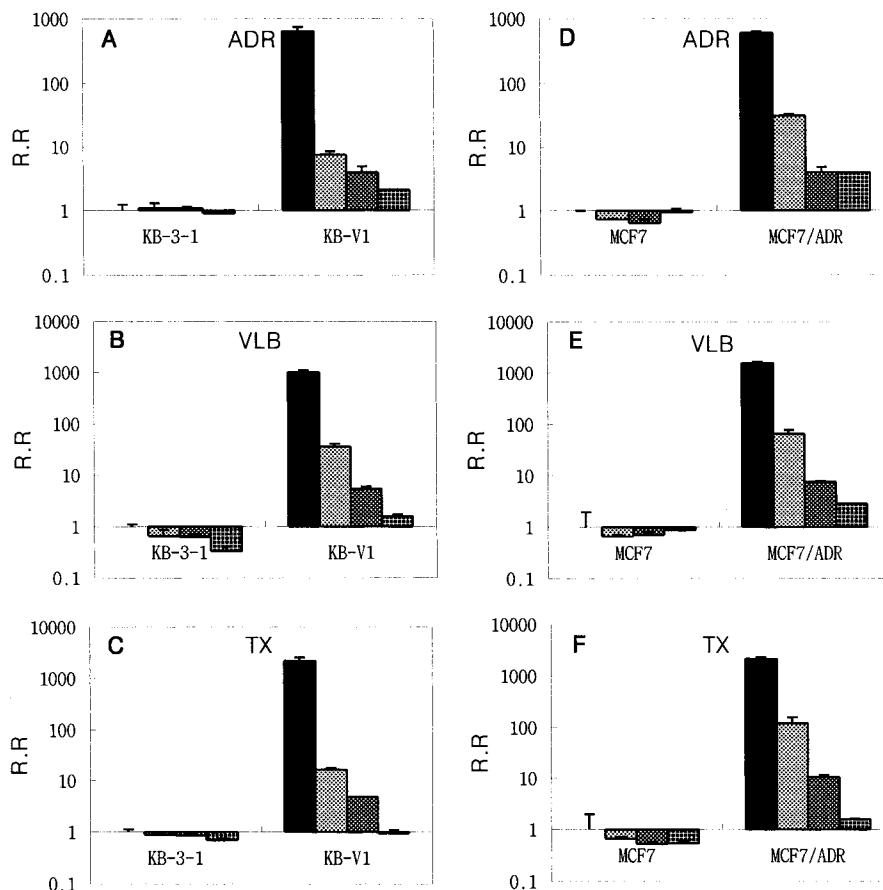 A ADR
R.R
1000
100
10
1
0.1
KB-3-1 KB-V1
D ADR
R.R
1000
100
10
1
0.1
MCF7 MCF7/ADR
B VLB
R.R
10000
1000
100
10
1
0.1
KB-3-1 KB-V1
E VLB
R.R
10000
1000
100
10
1
0.1
MCF7 MCF7/ADR
C TX
R.R
10000
1000
100
10
1
0.1
KB-3-1 KB-V1
F TX
R.R
10000
1000
100
10
1
0.1
MCF7 MCF7/ADR